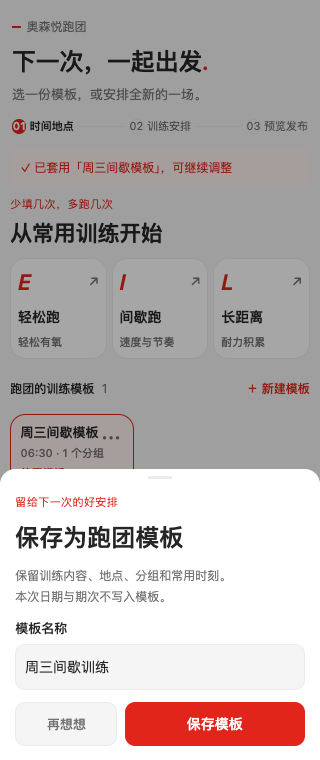 奥森悦跑团
下一次，一起出发.
选一份模板，或安排全新的一场。
01 时间地点 02 训练安排 03 预览发布
✓ 已套用「周三间歇模板」，可继续调整
少填几次，多跑几次
从常用训练开始
E ↗ I ↗ L ↗
轻松跑 间歇跑 长距离
轻松有氧 速度与节奏 耐力积累
跑团的训练模板 1 + 新建模板
周三间歇模板 ...
06:30 · 1 个分组
留给下一次的好安排
保存为跑团模板
保留训练内容、地点、分组和常用时刻。
本次日期与期次不写入模板。
模板名称
周三间歇训练
再想想 保存模板